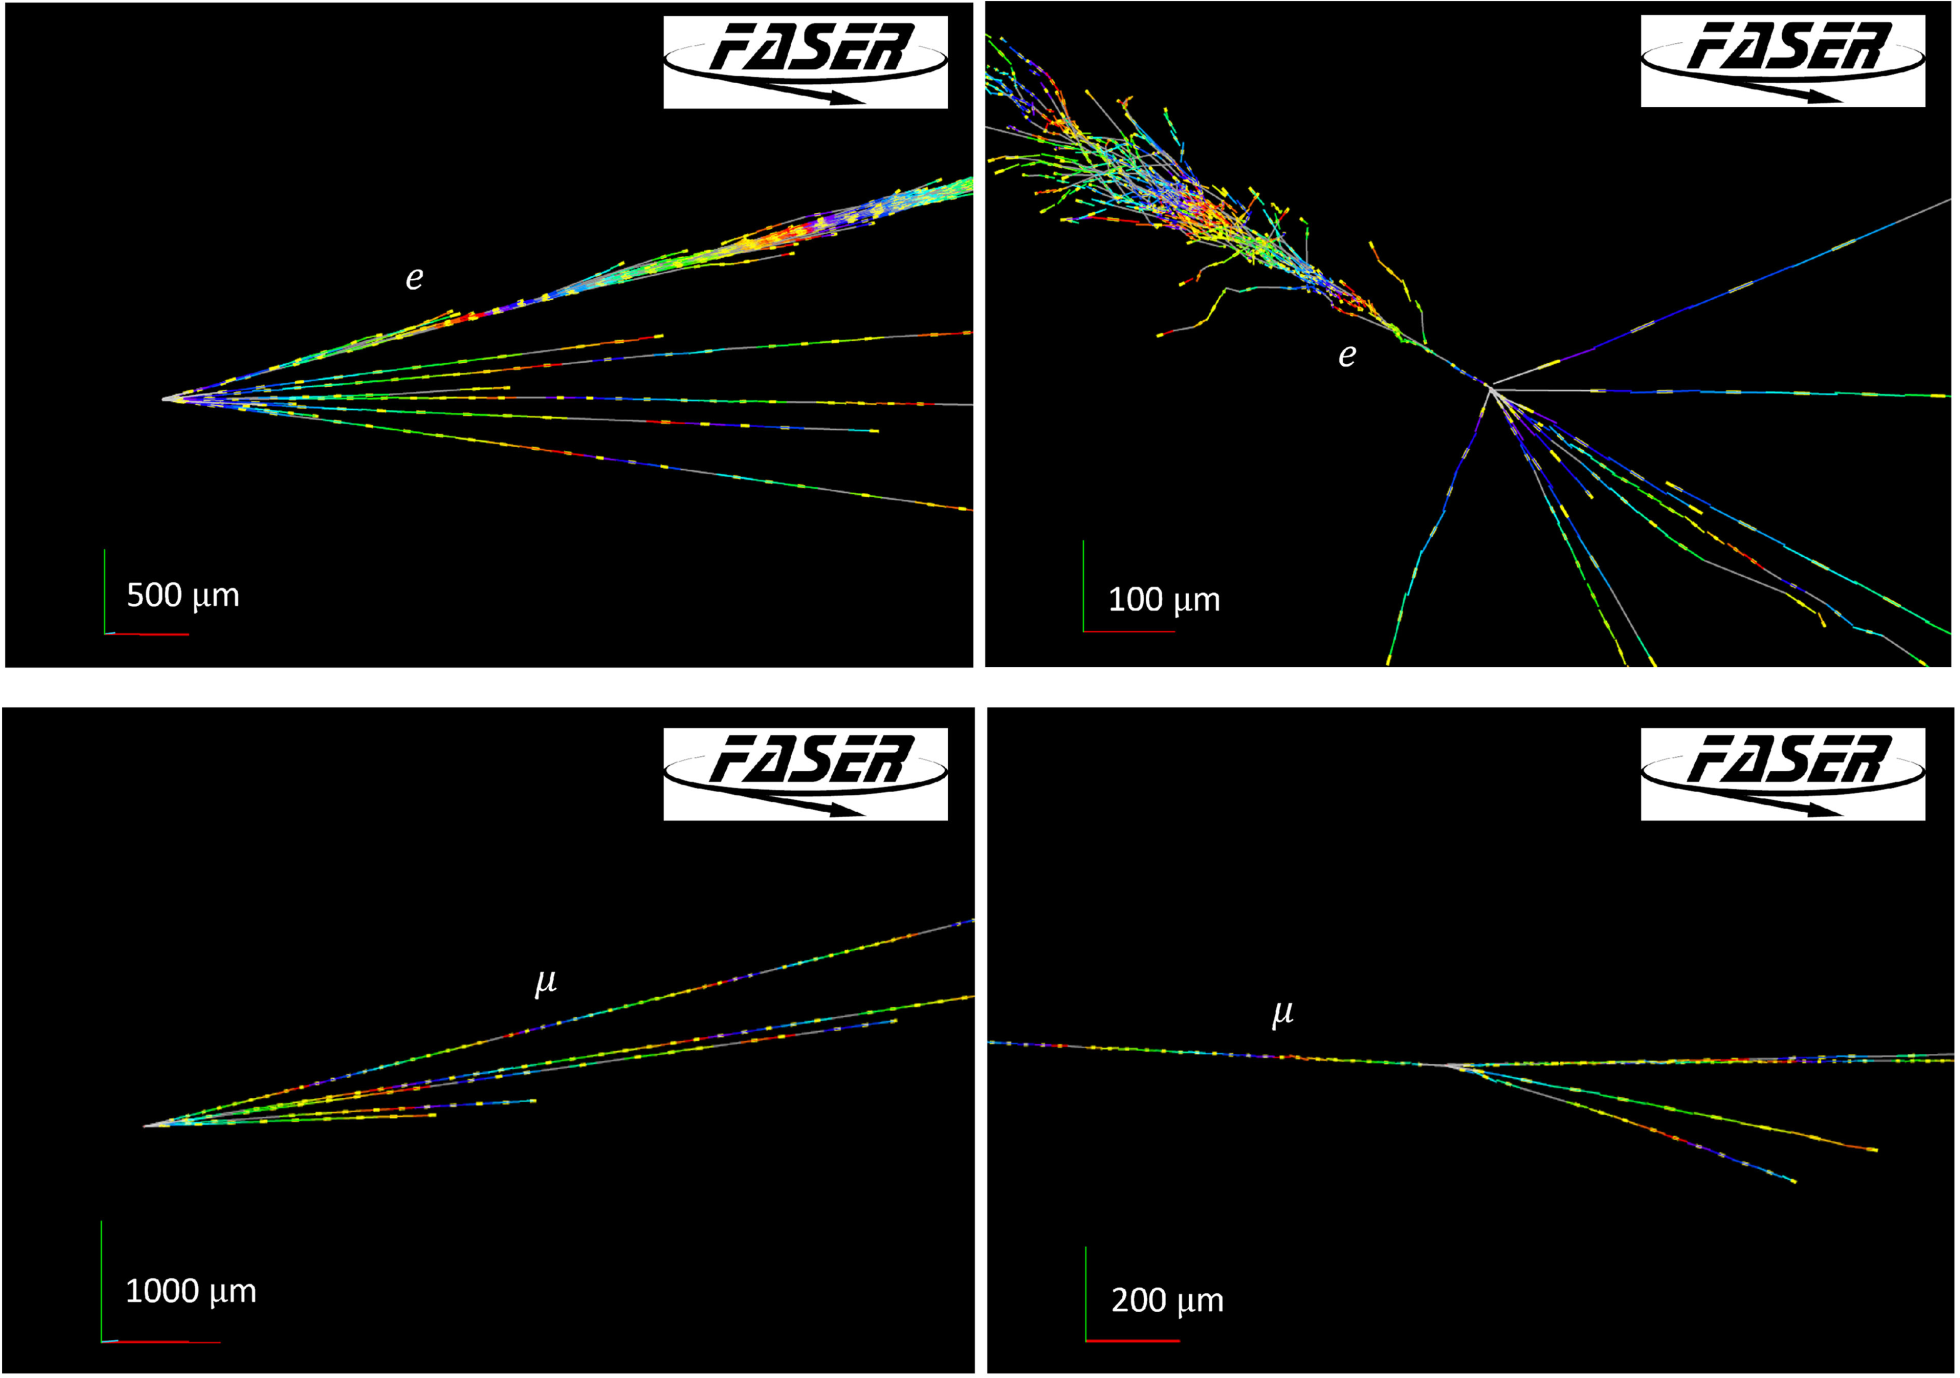 FASER
e
500 μm
FASER
e
100 μm
FASER
μ
1000 μm
FASER
μ
200 μm